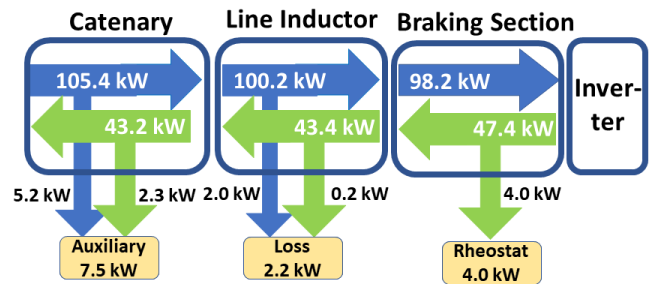 Catenary
Line Inductor
Braking Section
105.4 kW
100.2 kW
98.2 kW
Inver-
ter
43.2 kW
43.4 kW
47.4 kW
5.2 kW
2.3 kW
2.0 kW
0.2 kW
4.0 kW
Auxiliary
7.5 kW
Loss
2.2 kW
Rheostat
4.0 kW